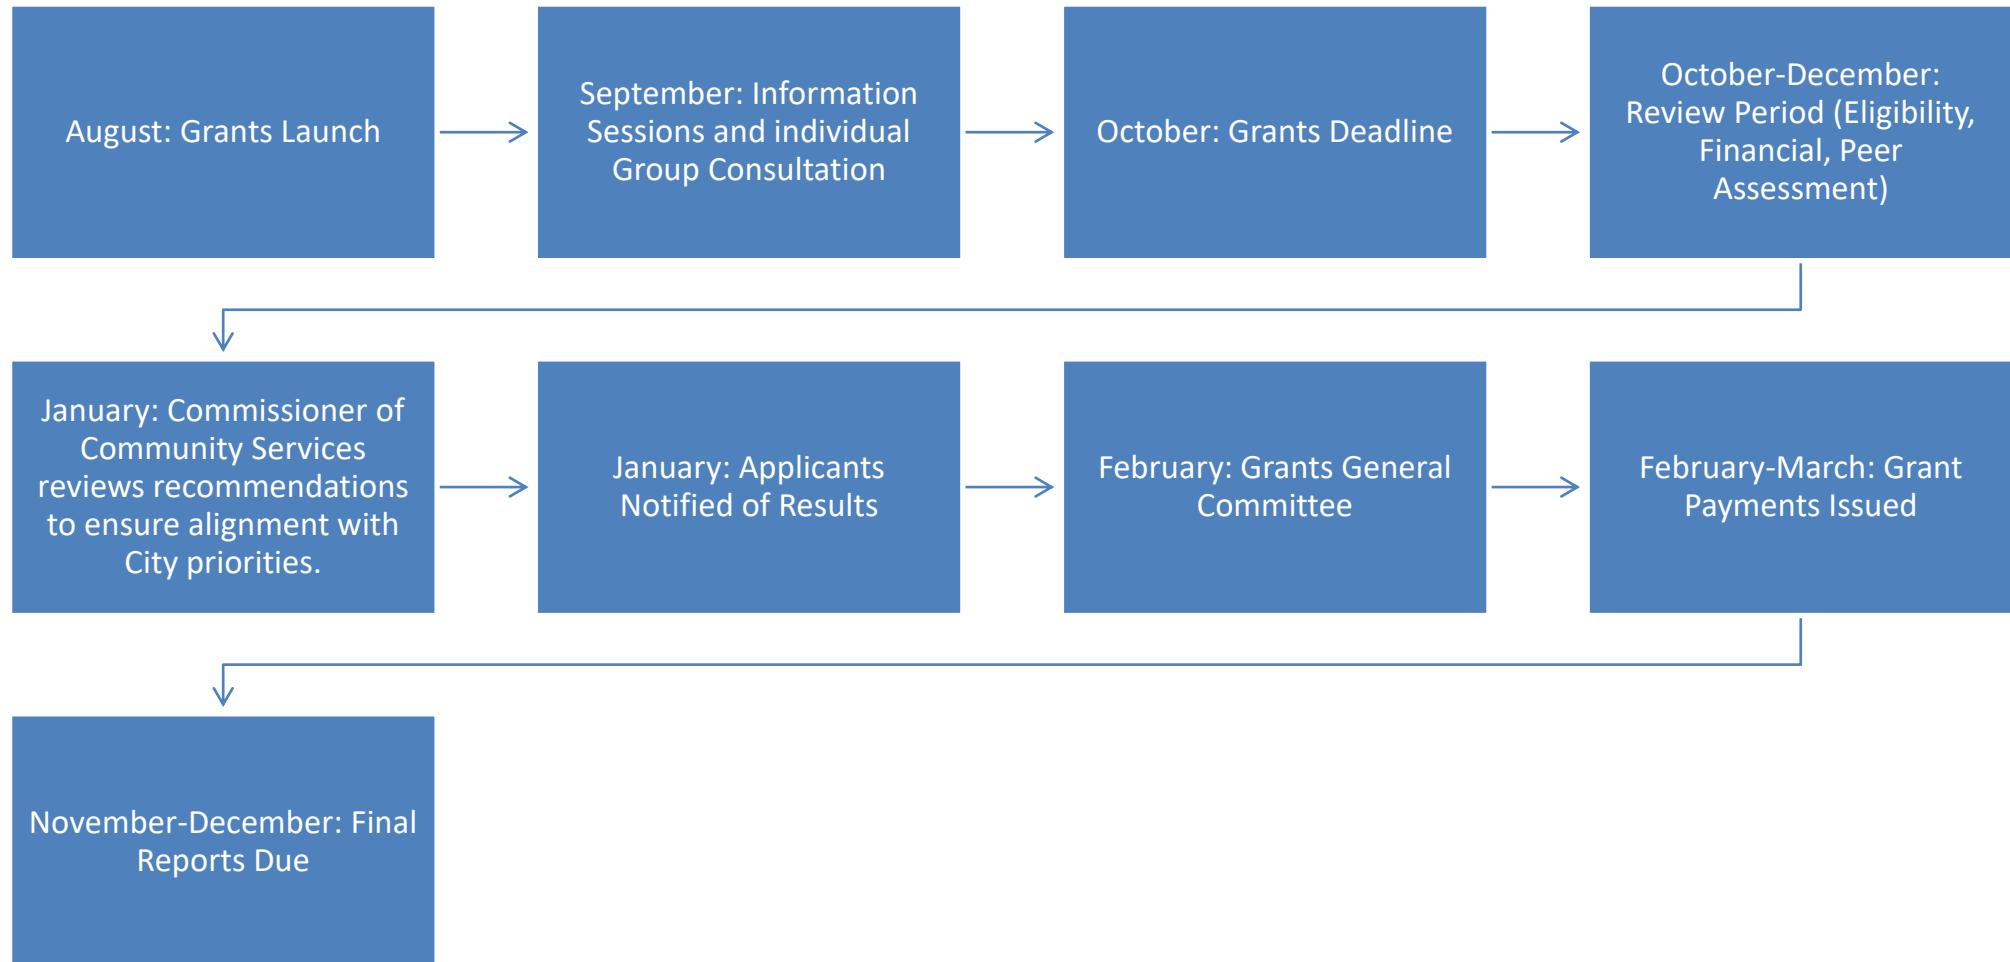 August: Grants Launch
September: Information
Sessions and individual
Group Consultation
October: Grants Deadline
October-December:
Review Period (Eligibility,
Financial, Peer
Assessment)
January: Commissioner of
Community Services
reviews recommendations
to ensure alignment with
City priorities.
January: Applicants
Notified of Results
February: Grants General
Committee
February-March: Grant
Payments Issued
November-December: Final
Reports Due